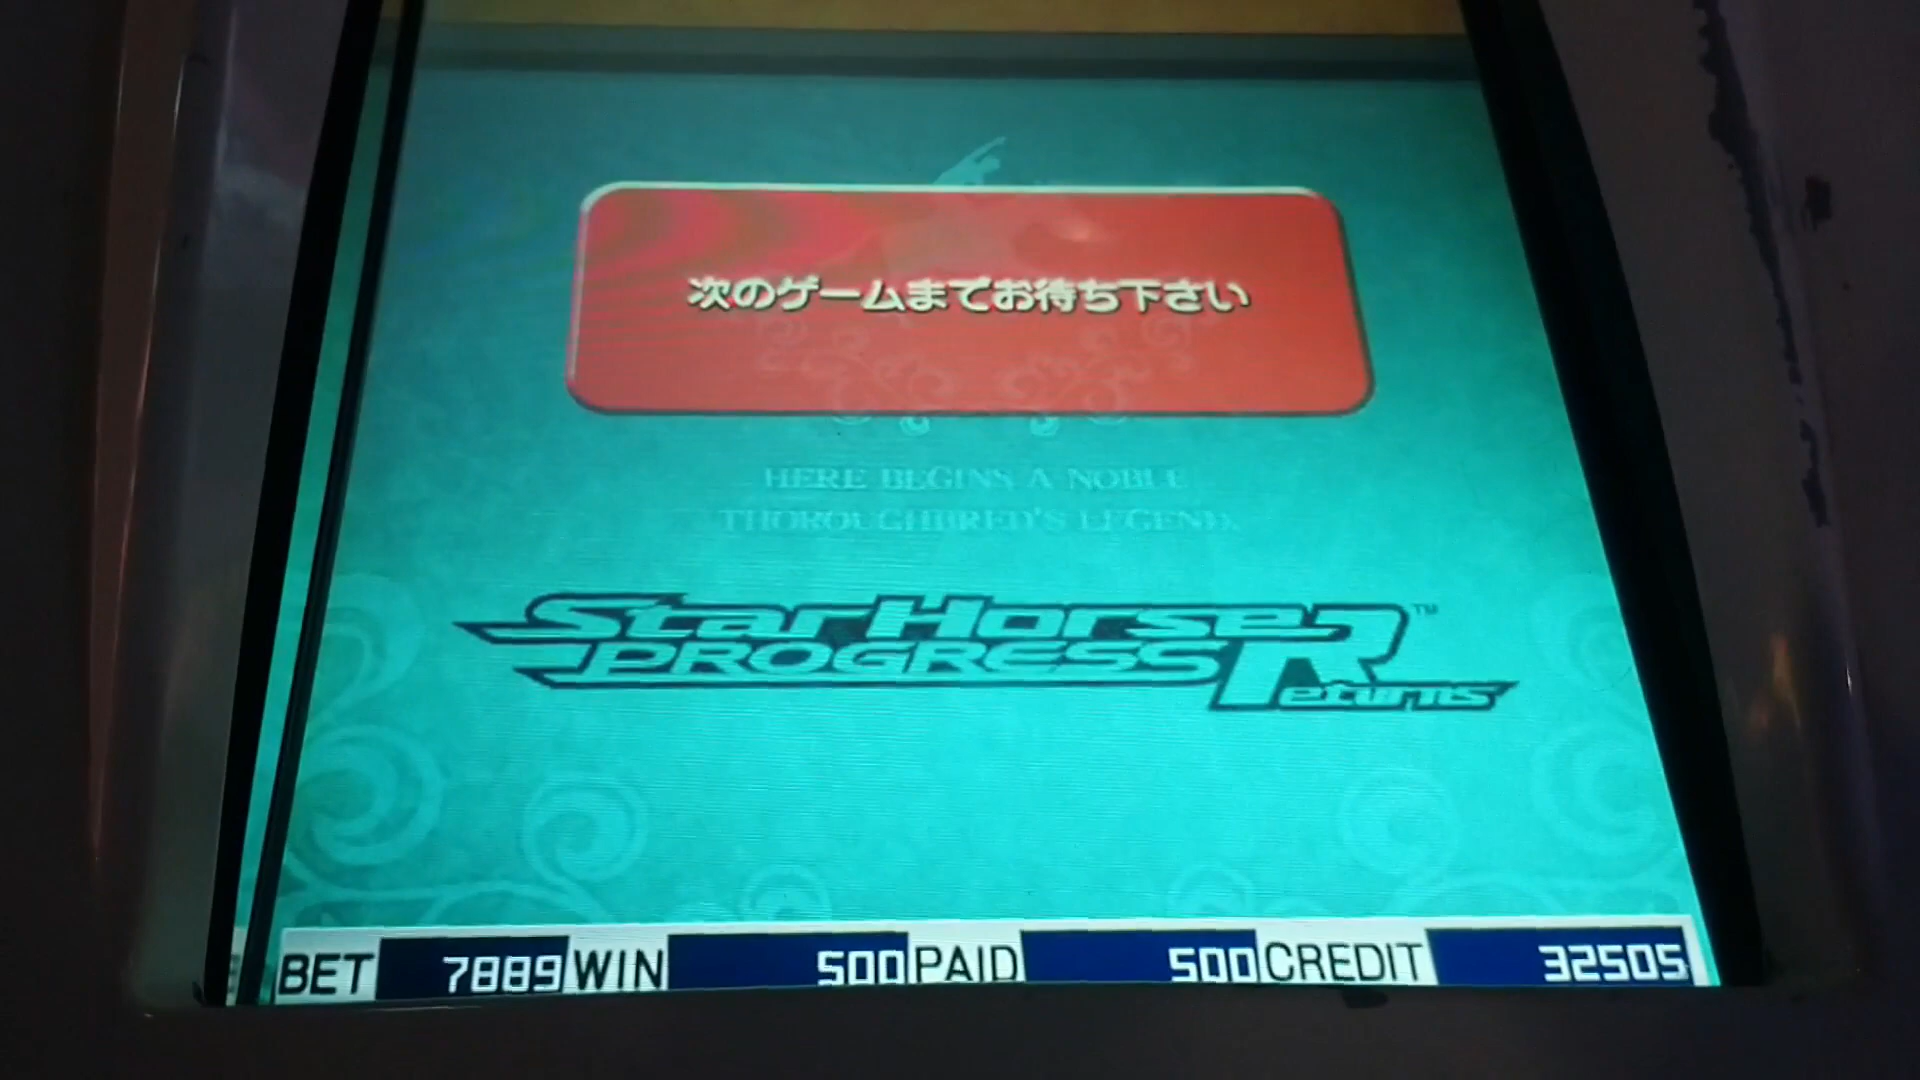 次のゲームまでお待ち下さい
HERE BEGINS A NOBLE
THOROUGHBRED'S LEGEND.
StarHorse
PROGRESS Returns™
BET 7889 WIN 500 PAID 500 CREDIT 32505